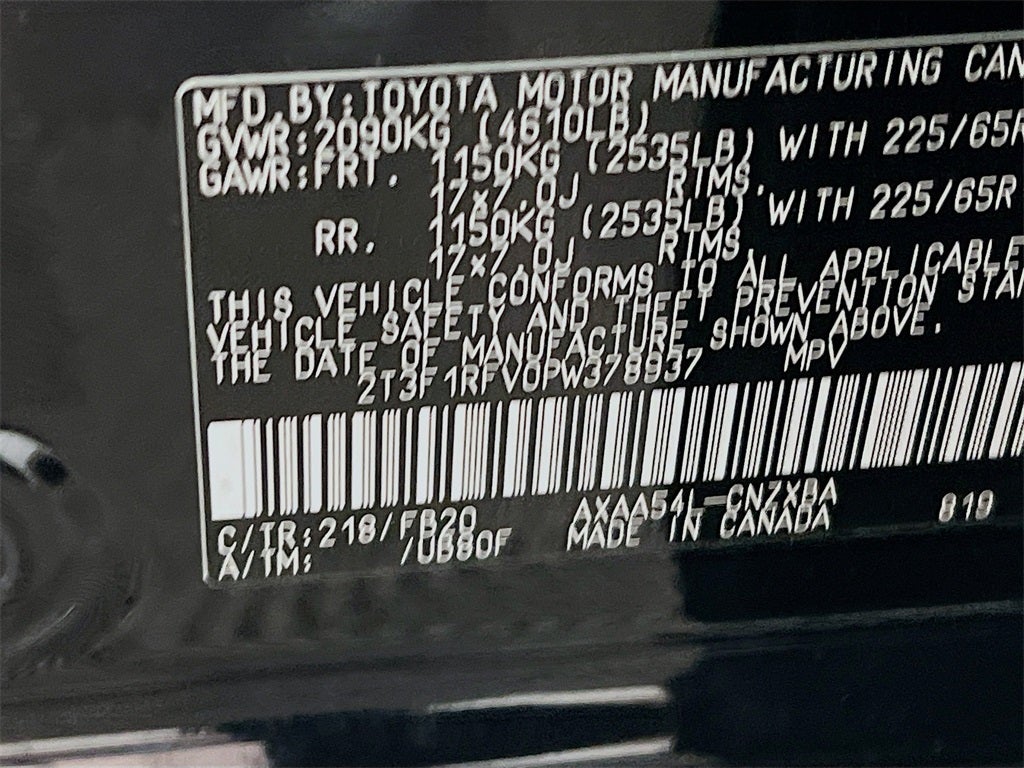 MFD.BY:TOYOTA MOTOR MANUFACTURING CAN
GVWR:2090KG (4610LB)
GAWR:FRT. 1150KG (2535LB) WITH 225/65R
17x7.0J RIMS.
RR. 1150KG (2535LB) WITH 225/65R
17x7.0J RIMS.
THIS VEHICLE CONFORMS TO ALL APPLICABLE
VEHICLE SAFETY AND THEFT PREVENTION STA
THE DATE OF MANUFACTURE SHOWN ABOVE.
2T3F1RFV0PW378937 MPV
C/TR:218/FB20 AXAA54L-CNZXBA 819
A/TM: /UB80F MADE IN CANADA